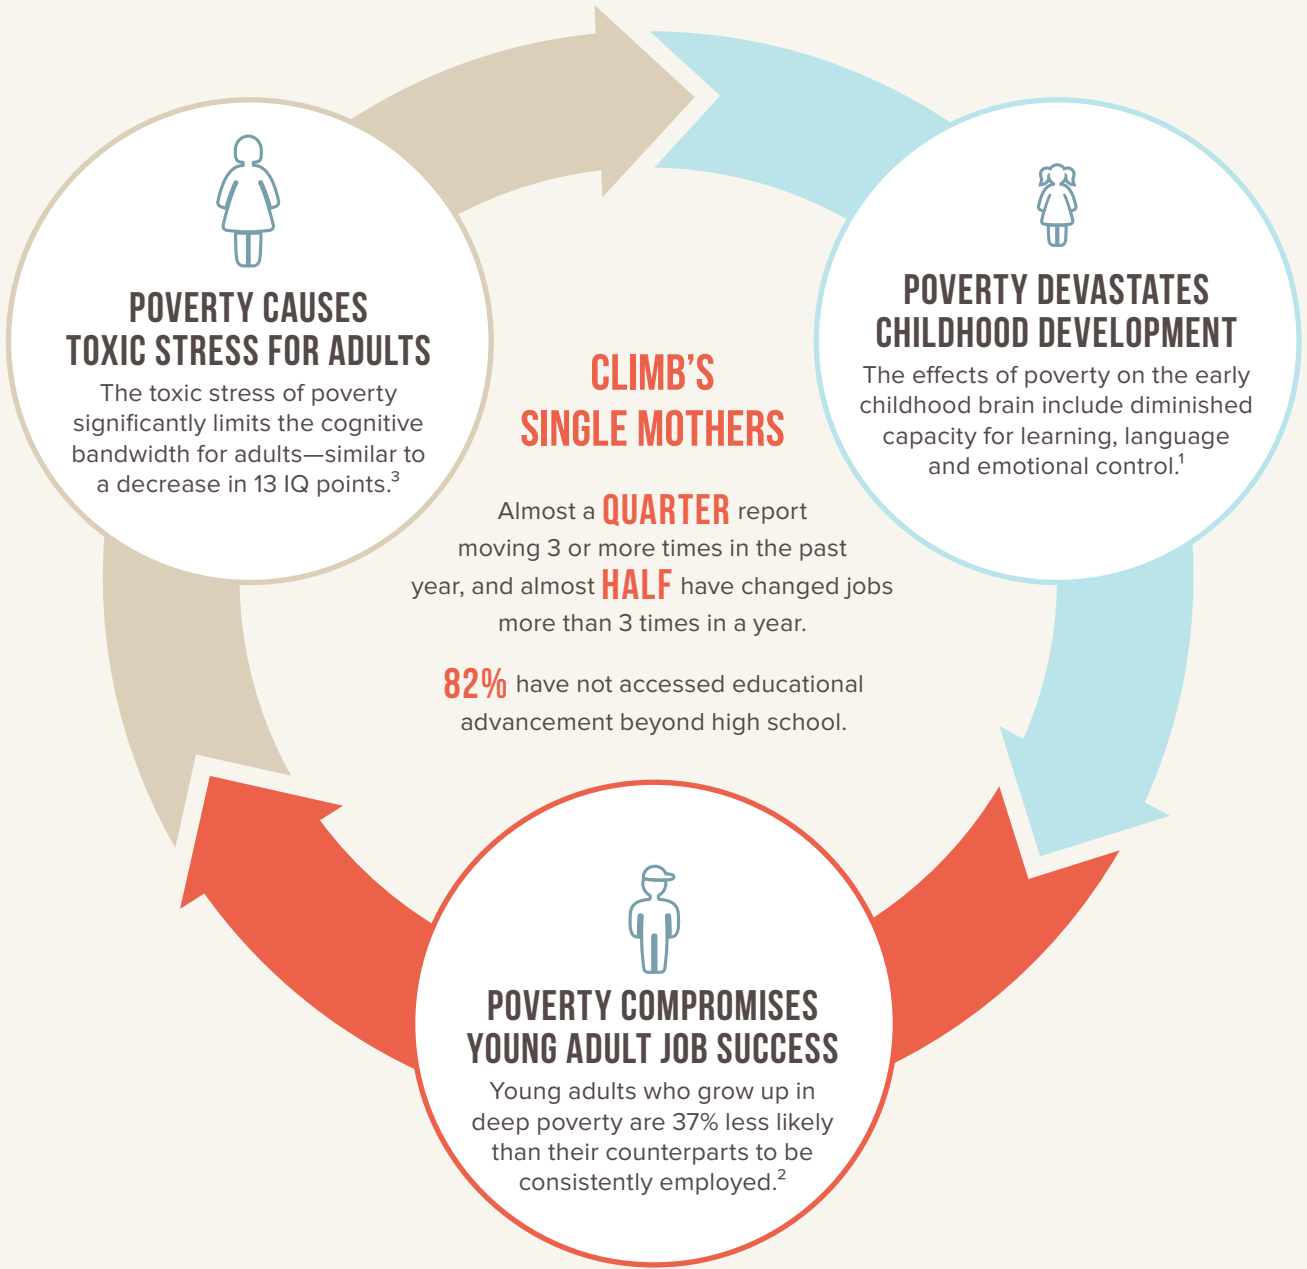 POVERTY CAUSES
TOXIC STRESS FOR ADULTS
The toxic stress of poverty
significantly limits the cognitive
bandwidth for adults—similar to
a decrease in 13 IQ points.³
POVERTY DEVASTATES
CHILDHOOD DEVELOPMENT
The effects of poverty on the early
childhood brain include diminished
capacity for learning, language
and emotional control.¹
CLIMB'S
SINGLE MOTHERS
Almost a QUARTER report
moving 3 or more times in the past
year, and almost HALF have changed jobs
more than 3 times in a year.
82% have not accessed educational
advancement beyond high school.
POVERTY COMPROMISES
YOUNG ADULT JOB SUCCESS
Young adults who grow up in
deep poverty are 37% less likely
than their counterparts to be
consistently employed.²